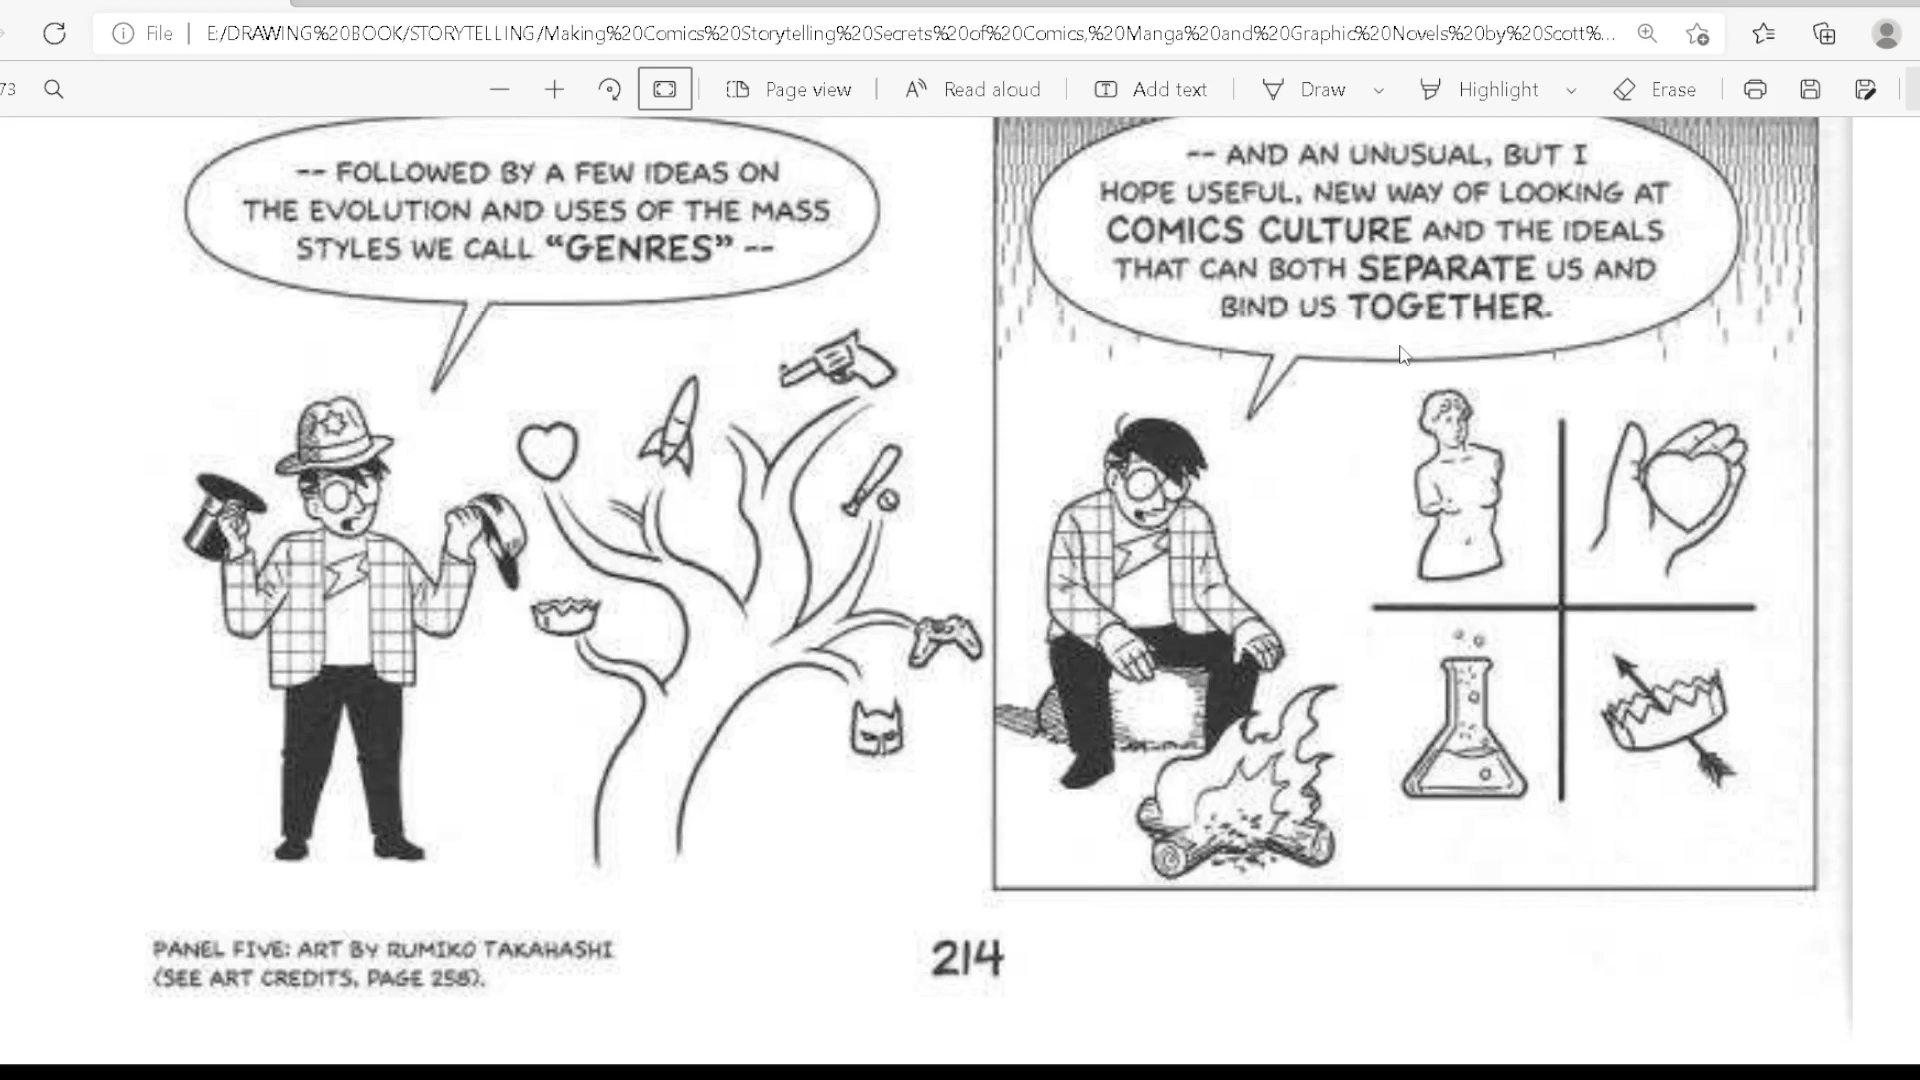 File
E:/DRAWING%20BOOK/STORYTELLING/Making%20Comics%20Storytelling%20Secrets%20of%20Comics,%20Manga%20and%20Graphic%20Novels%20by%20Scott%...
73
Page view
Read aloud
Add text
Draw
Highlight
Erase
-- FOLLOWED BY A FEW IDEAS ON
THE EVOLUTION AND USES OF THE MASS
STYLES WE CALL “GENRES” --
-- AND AN UNUSUAL, BUT I
HOPE USEFUL, NEW WAY OF LOOKING AT
COMICS CULTURE AND THE IDEALS
THAT CAN BOTH SEPARATE US AND
BIND US TOGETHER.
PANEL FIVE: ART BY RUMIKO TAKAHASHI
(SEE ART CREDITS, PAGE 258).
214